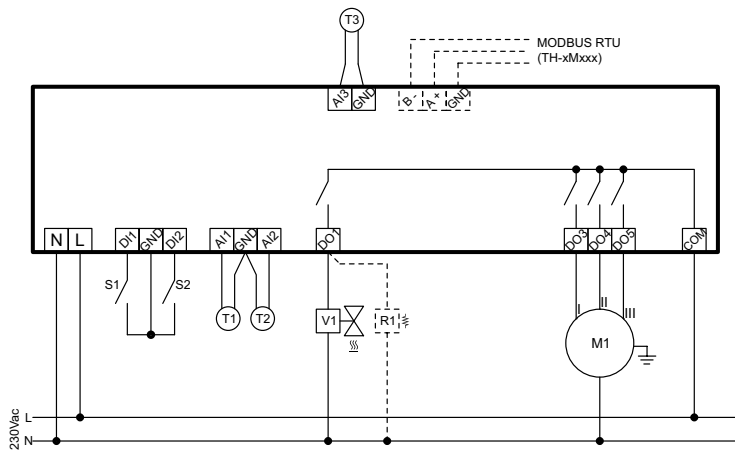 T3
MODBUS RTU
(TH-xMxxx)
AI3 GND B - A + GND
N L DI1 GND DI2 AI1 GND AI2 DO1 DO3 DO4 DO5 COM
S1 S2
I II III
T1 T2 V1 R1
M1
230Vac
L
N